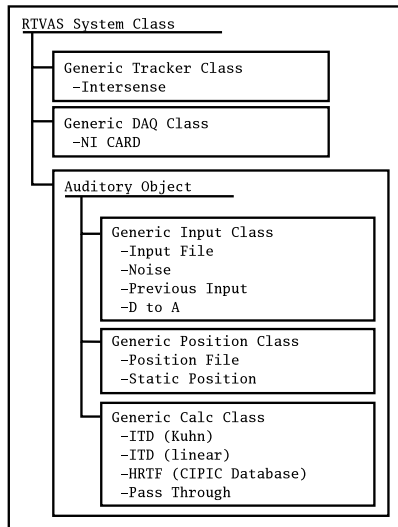 RTVAS System Class
Generic Tracker Class
-Intersense
Generic DAQ Class
-NI CARD
Auditory Object
Generic Input Class
-Input File
-Noise
-Previous Input
-D to A
Generic Position Class
-Position File
-Static Position
Generic Calc Class
-ITD (Kuhn)
-ITD (linear)
-HRTF (CIPIC Database)
-Pass Through